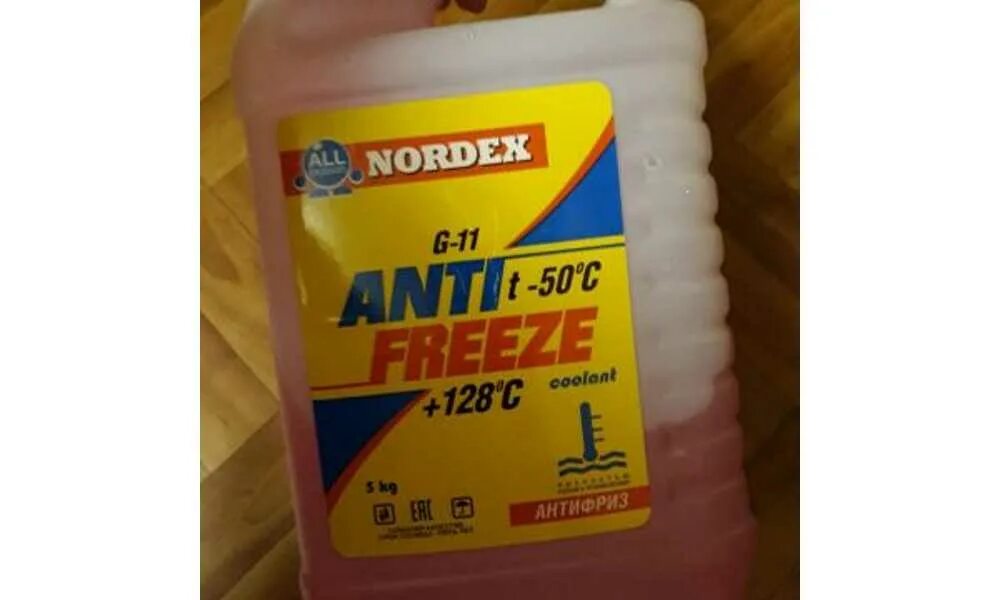 ALL
NORDEX
G-11
ANTI t -50°C
FREEZE
coolant
+128°C
5 kg
EAC
АНТИФРИЗ